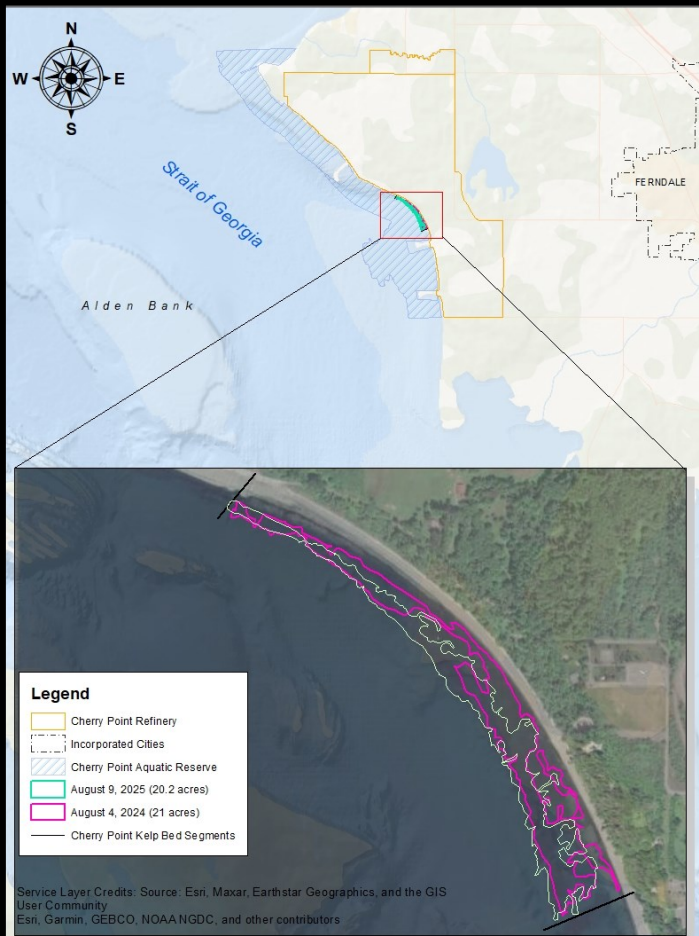 N
W E
S
Strait of Georgia
FERNDALE
Alden Bank
Legend
Cherry Point Refinery
Incorporated Cities
Cherry Point Aquatic Reserve
August 9, 2025 (20.2 acres)
August 4, 2024 (21 acres)
Cherry Point Kelp Bed Segments
Service Layer Credits: Source: Esri, Maxar, Earthstar Geographics, and the GIS
User Community
Esri, Garmin, GEBCO, NOAA NGDC, and other contributors